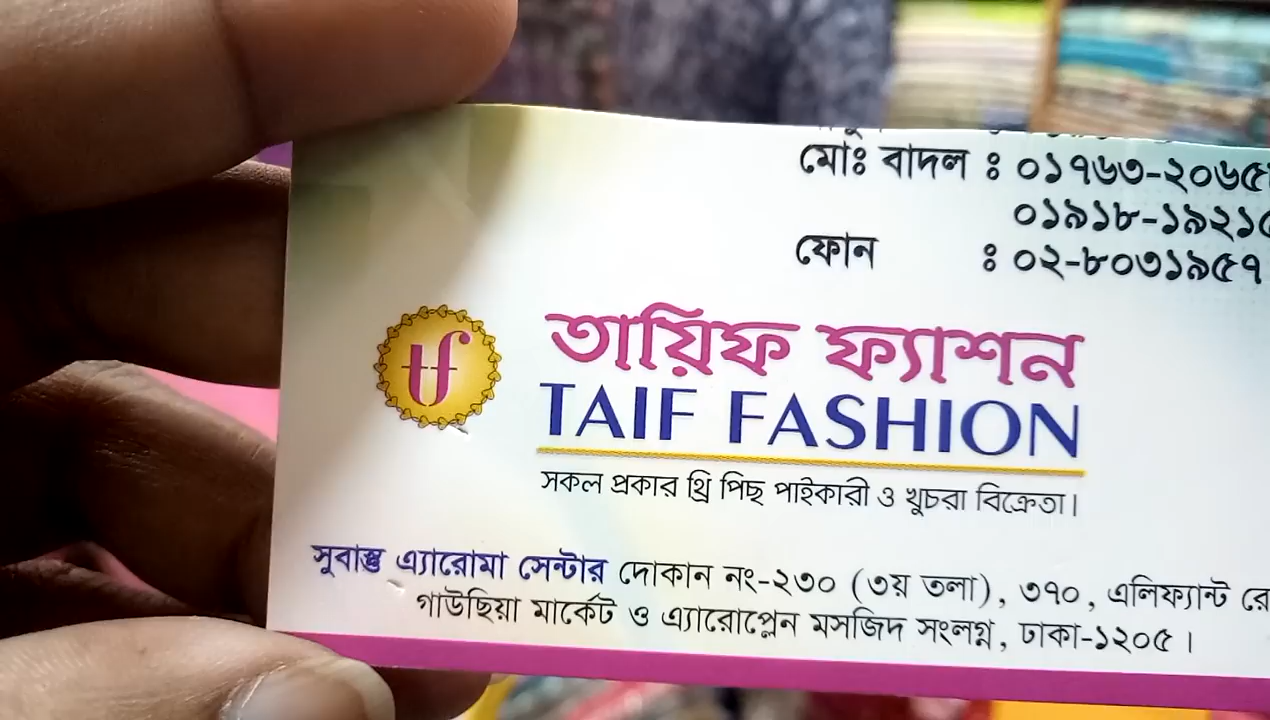 মোঃ বাদল ঃ ০১৭৬৩-২০৬৫
০১৯১৮-১৯২১৫
ফোন ঃ ০২-৮০৩১৯৫৭
তায়িফ ফ্যাশন
TAIF FASHION
সকল প্রকার থ্রি পিছ পাইকারী ও খুচরা বিক্রেতা।
সুবাস্তু এ্যারোমা সেন্টার দোকান নং-২৩০ (৩য় তলা), ৩৭০, এলিফ্যান্ট রো
গাউছিয়া মার্কেট ও এ্যারোপ্লেন মসজিদ সংলগ্ন, ঢাকা-১২০৫।